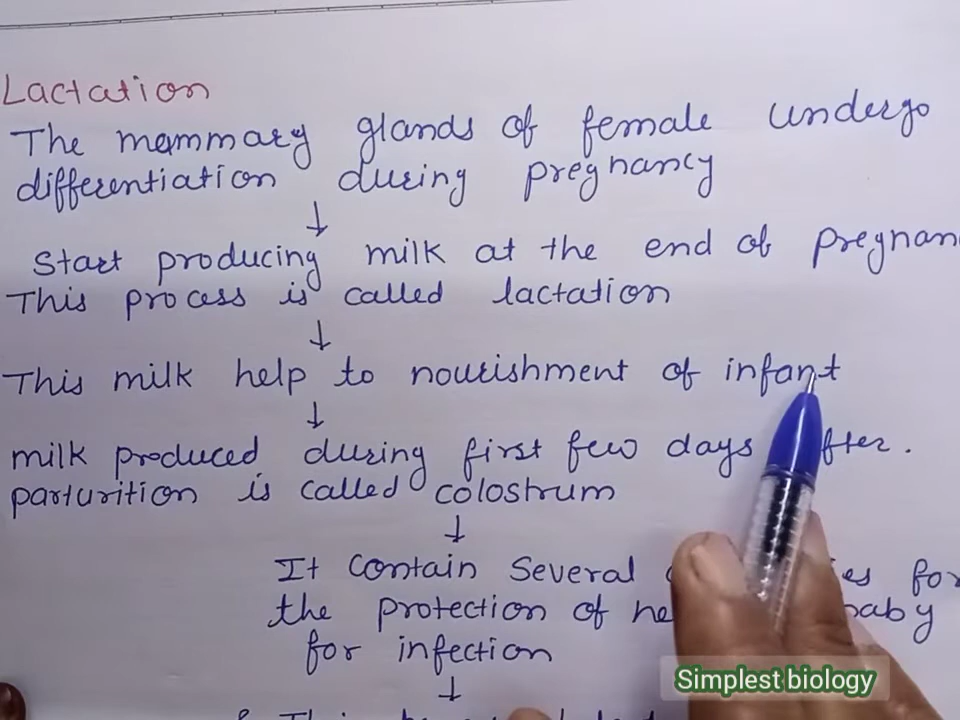 Lactation
The mammary glands of female undergo
differentiation during pregnancy
↓
Start producing milk at the end of pregnan
This process is called lactation
↓
This milk help to nourishment of infant
↓
milk produced during first few days after.
parturition is called colostrum
↓
It contain several for
the protection of baby
for infection
↓
Simplest biology